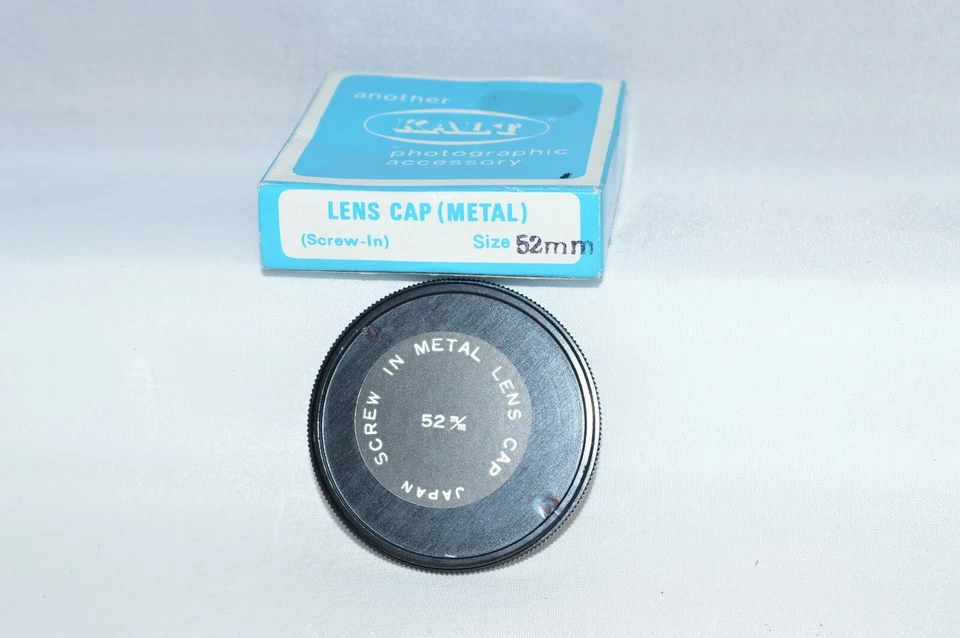 another
KALT
photographic
accessory
LENS CAP (METAL)
(Screw-In) Size 52mm
SCREW IN METAL LENS CAP
52 m/m
JAPAN